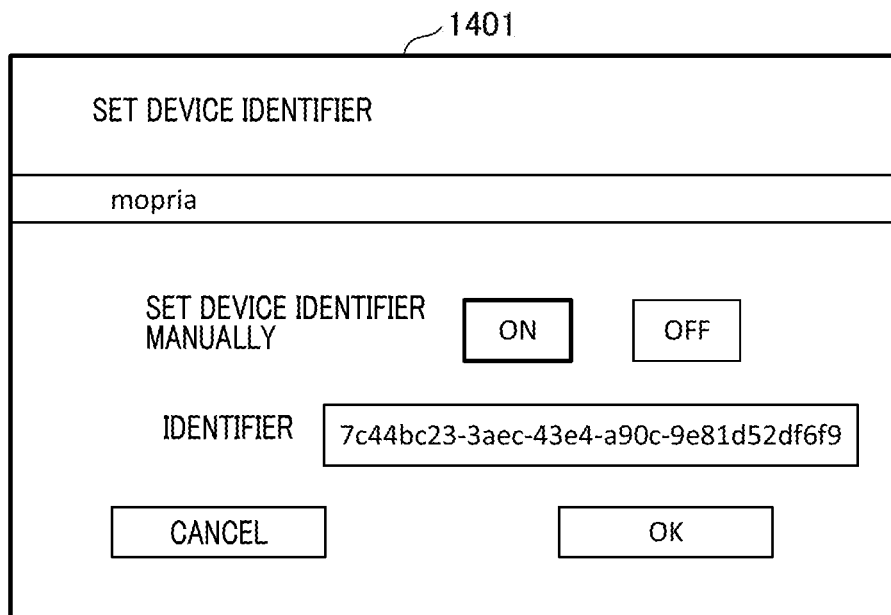 1401
SET DEVICE IDENTIFIER
mopria
SET DEVICE IDENTIFIER
MANUALLY
ON
OFF
IDENTIFIER
7c44bc23-3aec-43e4-a90c-9e81d52df6f9
CANCEL
OK